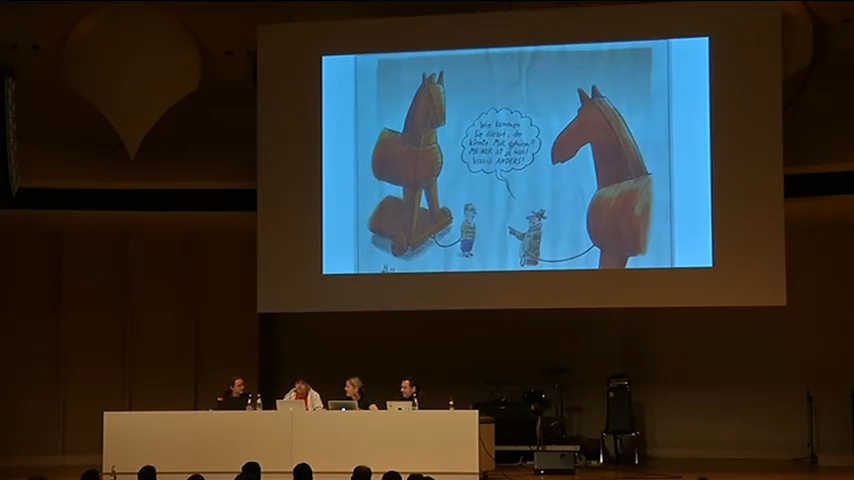 Wie kommen
Sie darauf, der
könnte MIR gehören?!
MEINER ist ja wohl
VÖLLIG ANDERS!